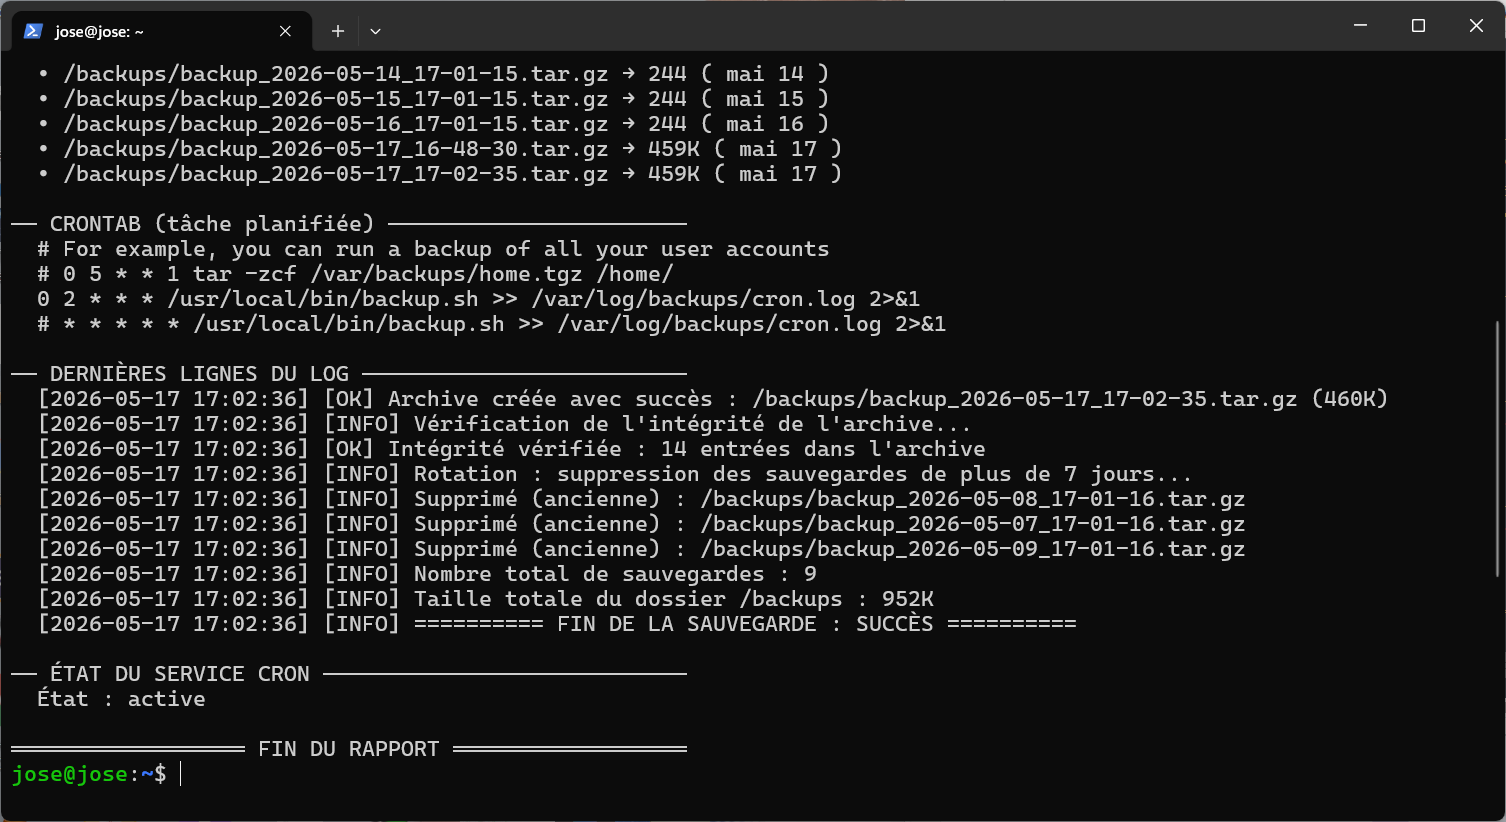 jose@jose: ~
• /backups/backup_2026-05-14_17-01-15.tar.gz → 244 ( mai 14 )
• /backups/backup_2026-05-15_17-01-15.tar.gz → 244 ( mai 15 )
• /backups/backup_2026-05-16_17-01-15.tar.gz → 244 ( mai 16 )
• /backups/backup_2026-05-17_16-48-30.tar.gz → 459K ( mai 17 )
• /backups/backup_2026-05-17_17-02-35.tar.gz → 459K ( mai 17 )
── CRONTAB (tâche planifiée) ───────────────────────
# For example, you can run a backup of all your user accounts
# 0 5 * * 1 tar -zcf /var/backups/home.tgz /home/
0 2 * * * /usr/local/bin/backup.sh >> /var/log/backups/cron.log 2>&1
# * * * * * /usr/local/bin/backup.sh >> /var/log/backups/cron.log 2>&1
── DERNIÈRES LIGNES DU LOG ─────────────────────────
[2026-05-17 17:02:36] [OK] Archive créée avec succès : /backups/backup_2026-05-17_17-02-35.tar.gz (460K)
[2026-05-17 17:02:36] [INFO] Vérification de l'intégrité de l'archive...
[2026-05-17 17:02:36] [OK] Intégrité vérifiée : 14 entrées dans l'archive
[2026-05-17 17:02:36] [INFO] Rotation : suppression des sauvegardes de plus de 7 jours...
[2026-05-17 17:02:36] [INFO] Supprimé (ancienne) : /backups/backup_2026-05-08_17-01-16.tar.gz
[2026-05-17 17:02:36] [INFO] Supprimé (ancienne) : /backups/backup_2026-05-07_17-01-16.tar.gz
[2026-05-17 17:02:36] [INFO] Supprimé (ancienne) : /backups/backup_2026-05-09_17-01-16.tar.gz
[2026-05-17 17:02:36] [INFO] Nombre total de sauvegardes : 9
[2026-05-17 17:02:36] [INFO] Taille totale du dossier /backups : 952K
[2026-05-17 17:02:36] [INFO] ========== FIN DE LA SAUVEGARDE : SUCCÈS ==========
── ÉTAT DU SERVICE CRON ────────────────────────────
État : active
══════════════════ FIN DU RAPPORT ══════════════════
jose@jose:~$